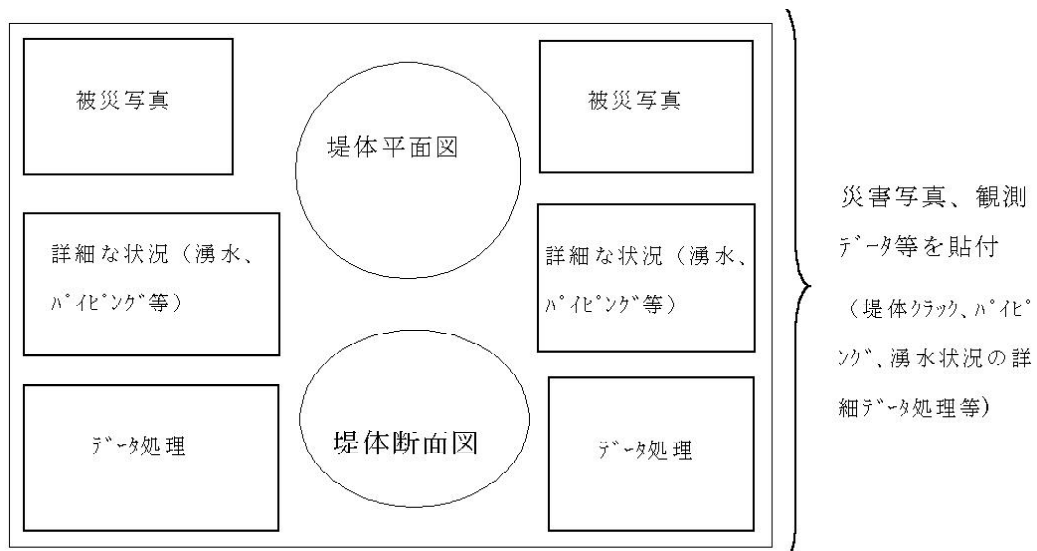 被災写真
堤体平面図
被災写真
詳細な状況（湧水、
ﾊﾟｲﾋﾟﾝｸﾞ等）
詳細な状況（湧水、
ﾊﾟｲﾋﾟﾝｸﾞ等）
ﾃﾞｰﾀ処理
堤体断面図
ﾃﾞｰﾀ処理
災害写真、観測
ﾃﾞｰﾀ等を貼付
（堤体ｸﾗｯｸ、ﾊﾟｲﾋﾟ
ﾝｸﾞ、湧水状況の詳
細ﾃﾞｰﾀ処理等)